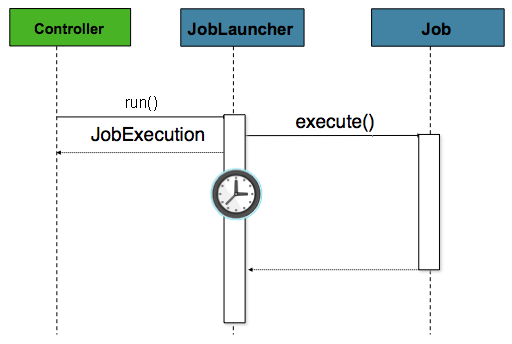 Controller
JobLauncher
Job
run()
execute()
JobExecution